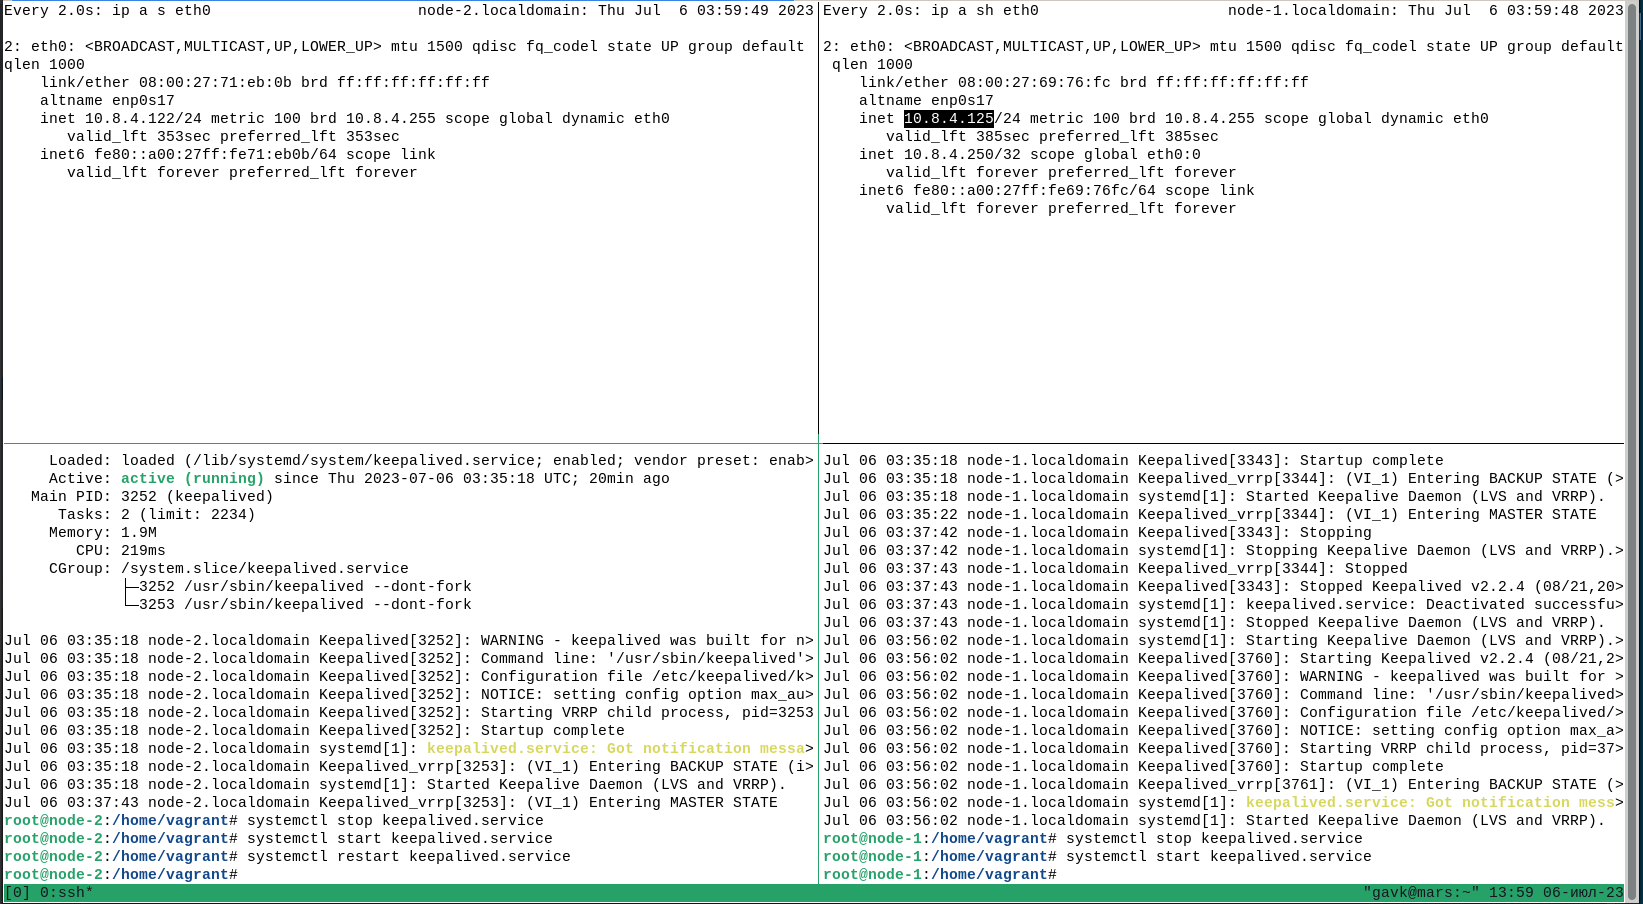 Every 2.0s: ip a s eth0                       node-2.localdomain: Thu Jul  6 03:59:49 2023
2: eth0: <BROADCAST,MULTICAST,UP,LOWER_UP> mtu 1500 qdisc fq_codel state UP group default
qlen 1000
    link/ether 08:00:27:71:eb:0b brd ff:ff:ff:ff:ff:ff
    altname enp0s17
    inet 10.8.4.122/24 metric 100 brd 10.8.4.255 scope global dynamic eth0
       valid_lft 353sec preferred_lft 353sec
    inet6 fe80::a00:27ff:fe71:eb0b/64 scope link
       valid_lft forever preferred_lft forever
Every 2.0s: ip a sh eth0                     node-1.localdomain: Thu Jul  6 03:59:48 2023
2: eth0: <BROADCAST,MULTICAST,UP,LOWER_UP> mtu 1500 qdisc fq_codel state UP group default
 qlen 1000
    link/ether 08:00:27:69:76:fc brd ff:ff:ff:ff:ff:ff
    altname enp0s17
    inet 10.8.4.125/24 metric 100 brd 10.8.4.255 scope global dynamic eth0
       valid_lft 385sec preferred_lft 385sec
    inet 10.8.4.250/32 scope global eth0:0
       valid_lft forever preferred_lft forever
    inet6 fe80::a00:27ff:fe69:76fc/64 scope link
       valid_lft forever preferred_lft forever
     Loaded: loaded (/lib/systemd/system/keepalived.service; enabled; vendor preset: enab>
     Active: active (running) since Thu 2023-07-06 03:35:18 UTC; 20min ago
   Main PID: 3252 (keepalived)
      Tasks: 2 (limit: 2234)
     Memory: 1.9M
        CPU: 219ms
     CGroup: /system.slice/keepalived.service
             ├─3252 /usr/sbin/keepalived --dont-fork
             └─3253 /usr/sbin/keepalived --dont-fork
Jul 06 03:35:18 node-2.localdomain Keepalived[3252]: WARNING - keepalived was built for n>
Jul 06 03:35:18 node-2.localdomain Keepalived[3252]: Command line: '/usr/sbin/keepalived'>
Jul 06 03:35:18 node-2.localdomain Keepalived[3252]: Configuration file /etc/keepalived/k>
Jul 06 03:35:18 node-2.localdomain Keepalived[3252]: NOTICE: setting config option max_au>
Jul 06 03:35:18 node-2.localdomain Keepalived[3252]: Starting VRRP child process, pid=3253
Jul 06 03:35:18 node-2.localdomain Keepalived[3252]: Startup complete
Jul 06 03:35:18 node-2.localdomain systemd[1]: keepalived.service: Got notification messa>
Jul 06 03:35:18 node-2.localdomain Keepalived_vrrp[3253]: (VI_1) Entering BACKUP STATE (i>
Jul 06 03:35:18 node-2.localdomain systemd[1]: Started Keepalive Daemon (LVS and VRRP).
Jul 06 03:37:43 node-2.localdomain Keepalived_vrrp[3253]: (VI_1) Entering MASTER STATE
root@node-2:/home/vagrant# systemctl stop keepalived.service
root@node-2:/home/vagrant# systemctl start keepalived.service
root@node-2:/home/vagrant# systemctl restart keepalived.service
root@node-2:/home/vagrant#
Jul 06 03:35:18 node-1.localdomain Keepalived[3343]: Startup complete
Jul 06 03:35:18 node-1.localdomain Keepalived_vrrp[3344]: (VI_1) Entering BACKUP STATE (>
Jul 06 03:35:18 node-1.localdomain systemd[1]: Started Keepalive Daemon (LVS and VRRP).
Jul 06 03:35:22 node-1.localdomain Keepalived_vrrp[3344]: (VI_1) Entering MASTER STATE
Jul 06 03:37:42 node-1.localdomain Keepalived[3343]: Stopping
Jul 06 03:37:42 node-1.localdomain systemd[1]: Stopping Keepalive Daemon (LVS and VRRP).>
Jul 06 03:37:43 node-1.localdomain Keepalived_vrrp[3344]: Stopped
Jul 06 03:37:43 node-1.localdomain Keepalived[3343]: Stopped Keepalived v2.2.4 (08/21,20>
Jul 06 03:37:43 node-1.localdomain systemd[1]: keepalived.service: Deactivated successfu>
Jul 06 03:37:43 node-1.localdomain systemd[1]: Stopped Keepalive Daemon (LVS and VRRP).
Jul 06 03:56:02 node-1.localdomain systemd[1]: Starting Keepalive Daemon (LVS and VRRP).>
Jul 06 03:56:02 node-1.localdomain Keepalived[3760]: Starting Keepalived v2.2.4 (08/21,2>
Jul 06 03:56:02 node-1.localdomain Keepalived[3760]: WARNING - keepalived was built for >
Jul 06 03:56:02 node-1.localdomain Keepalived[3760]: Command line: '/usr/sbin/keepalived>
Jul 06 03:56:02 node-1.localdomain Keepalived[3760]: Configuration file /etc/keepalived/>
Jul 06 03:56:02 node-1.localdomain Keepalived[3760]: NOTICE: setting config option max_a>
Jul 06 03:56:02 node-1.localdomain Keepalived[3760]: Starting VRRP child process, pid=37>
Jul 06 03:56:02 node-1.localdomain Keepalived[3760]: Startup complete
Jul 06 03:56:02 node-1.localdomain Keepalived_vrrp[3761]: (VI_1) Entering BACKUP STATE (>
Jul 06 03:56:02 node-1.localdomain systemd[1]: keepalived.service: Got notification mess>
Jul 06 03:56:02 node-1.localdomain systemd[1]: Started Keepalive Daemon (LVS and VRRP).
root@node-1:/home/vagrant# systemctl stop keepalived.service
root@node-1:/home/vagrant# systemctl start keepalived.service
root@node-1:/home/vagrant#
[0] 0:ssh*                    "gavk@mars:~" 13:59 06-июл-23